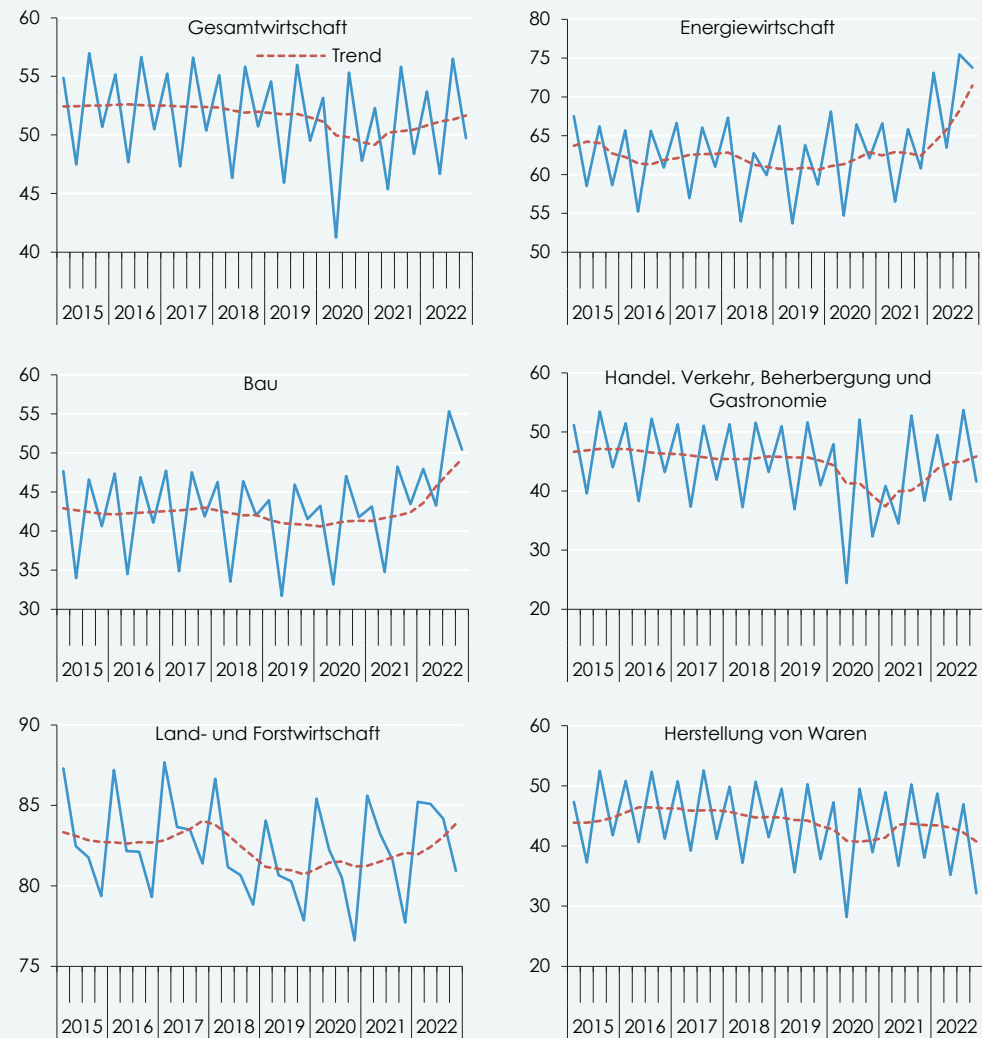 Gesamtwirtschaft
Trend
60
55
50
45
40
2015 2016 2017 2018 2019 2020 2021 2022
Energiewirtschaft
80
75
70
65
60
55
50
2015 2016 2017 2018 2019 2020 2021 2022
Bau
60
55
50
45
40
35
30
2015 2016 2017 2018 2019 2020 2021 2022
Handel. Verkehr, Beherbergung und
Gastronomie
60
50
40
30
20
2015 2016 2017 2018 2019 2020 2021 2022
Land- und Forstwirtschaft
90
85
80
75
2015 2016 2017 2018 2019 2020 2021 2022
Herstellung von Waren
60
50
40
30
20
2015 2016 2017 2018 2019 2020 2021 2022